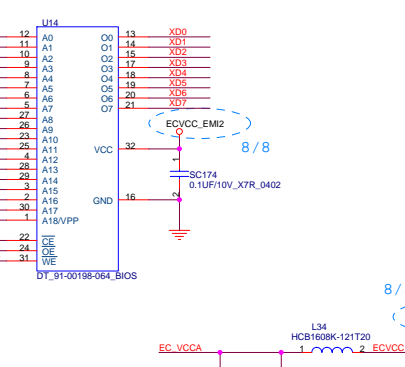 U14
12 A0 O0 13 XD0
11 A1 O1 14 XD1
10 A2 O2 15 XD2
9 A3 O3 17 XD3
8 A4 O4 18 XD4
7 A5 O5 19 XD5
6 A6 O6 20 XD6
5 A7 O7 21 XD7
27 A8
26 A9 ECVCC_EMI2
23 A10
25 A11 VCC 32 8/8
4 A12
28 A13 1
29 A14 SC174
3 A15 0.1UF/10V_X7R_0402
2 A16 GND 16 2
30 A17
1 A18/VPP
22 CE
24 OE
31 WE
DT_91-00198-064_BIOS
8/
L34
HCB1608K-121T20
EC_VCCA 1 2 ECVCC